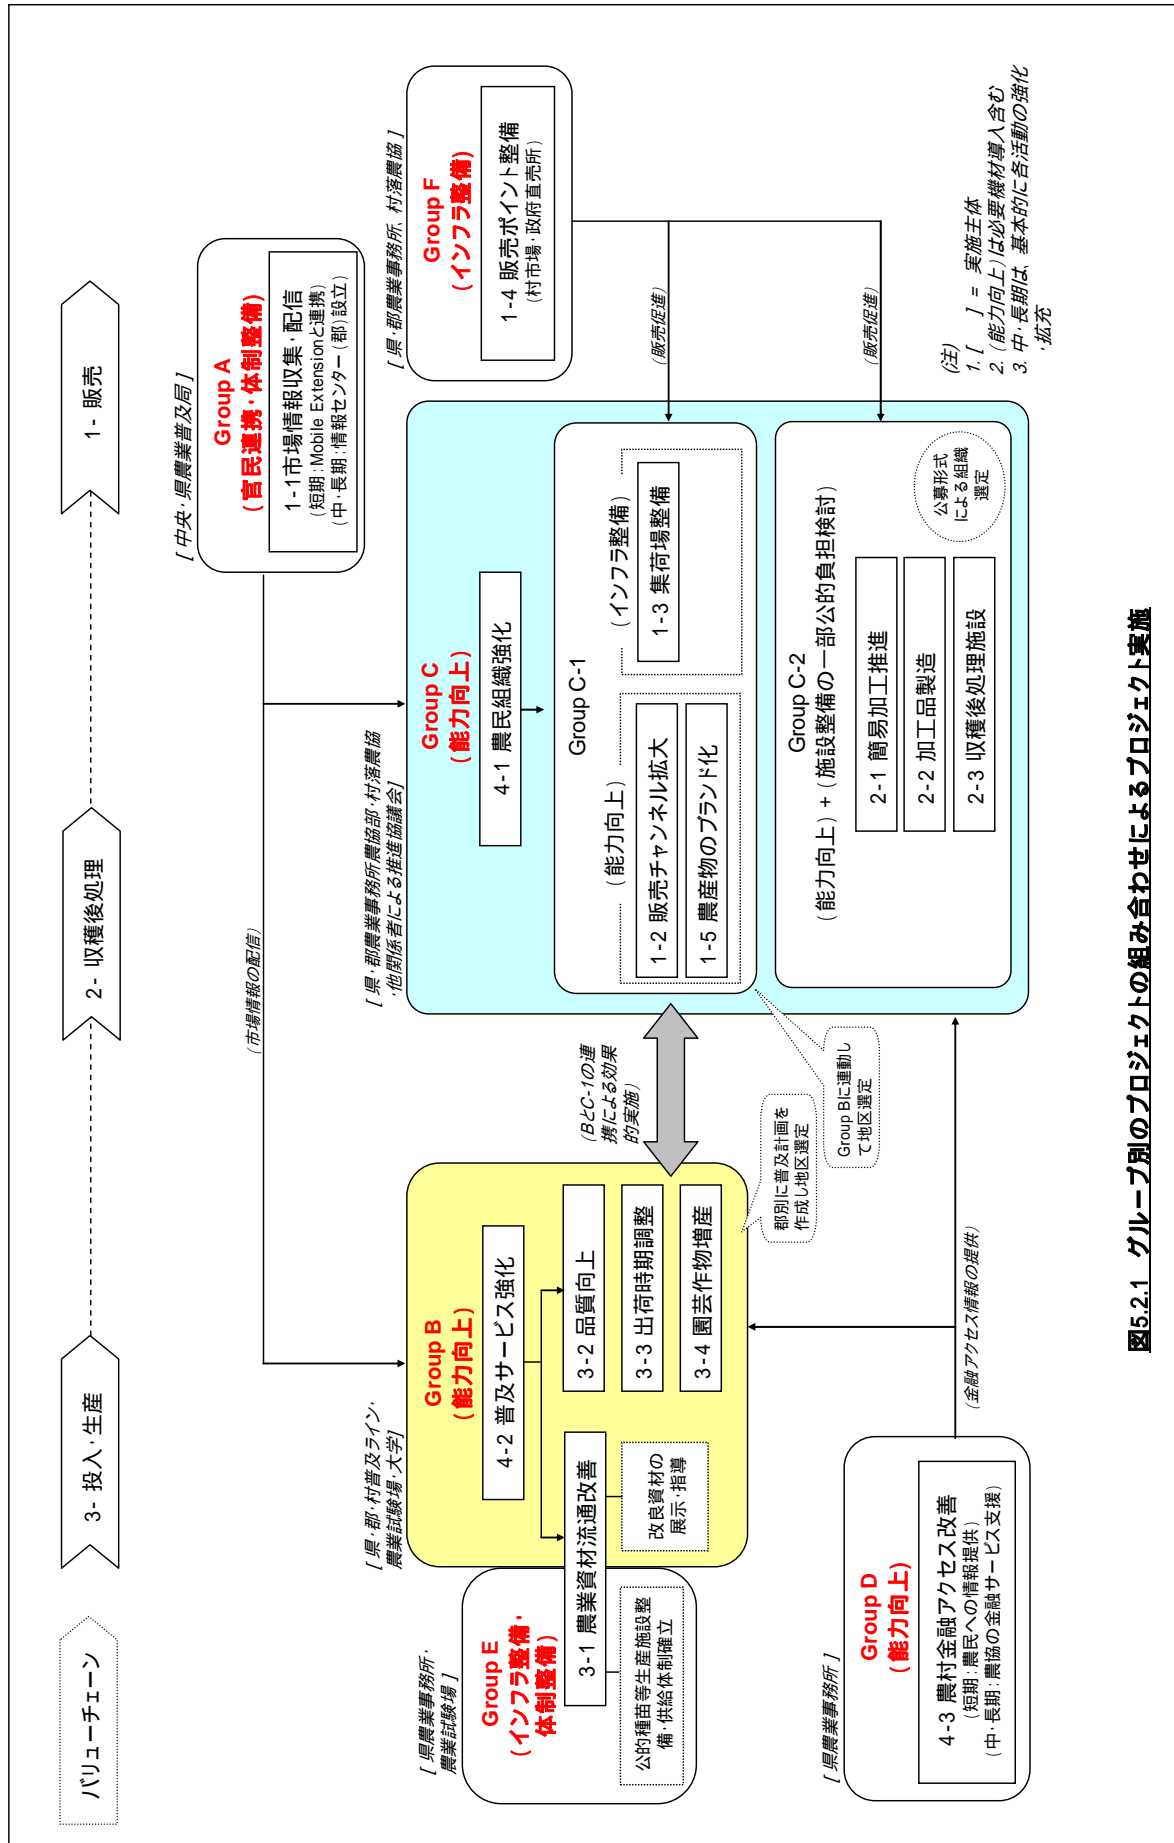 バリューチェーン
3- 投入・生産
2- 収穫後処理
1- 販売
[ 中央・県農業普及局 ]
Group A
(官民連携・体制整備)
1-1市場情報収集・配信
(短期:Mobile Extensionと連携)
(中・長期:情報センター(郡)設立)
(市場情報の配信)
[ 県農業事務所・
農業試験場 ]
Group E
(インフラ整備・
体制整備)
3-1 農業資材流通改善
公的種苗等生産施設整
備・供給体制確立
[ 県・郡・村普及ライン・
農業試験場・大学]
Group B
(能力向上)
4-2 普及サービス強化
改良資材の
展示・指導
3-2 品質向上
3-3 出荷時期調整
3-4 園芸作物増産
郡別に普及計画を
作成し地区選定
(BとC-1の連
携による効果
的実施)
Group Bに連動し
て地区選定
[ 県・郡農業事務所農協部・村落農協
・他関係者による推進協議会]
Group C
(能力向上)
4-1 農民組織強化
Group C-1
(能力向上)
1-2 販売チャンネル拡大
1-5 農産物のブランド化
(インフラ整備)
1-3 集荷場整備
Group C-2
(能力向上) + (施設整備の一部公的負担検討)
2-1 簡易加工推進
2-2 加工品製造
2-3 収穫後処理施設
公募形式
による組織
選定
[ 県・郡農業事務所、村落農協 ]
Group F
(インフラ整備)
1-4 販売ポイント整備
(村市場・政府直売所)
(販売促進)
(販売促進)
[ 県農業事務所 ]
Group D
(能力向上)
4-3 農村金融アクセス改善
(短期:農民への情報提供)
(中・長期:農協の金融サービス支援)
(金融アクセス情報の提供)
(注)
1. [ ] = 実施主体
2. (能力向上)は必要機材導入含む
3. 中・長期は、基本的に各活動の強化
・拡充
図5.2.1 グループ別のプロジェクトの組み合わせによるプロジェクト実施